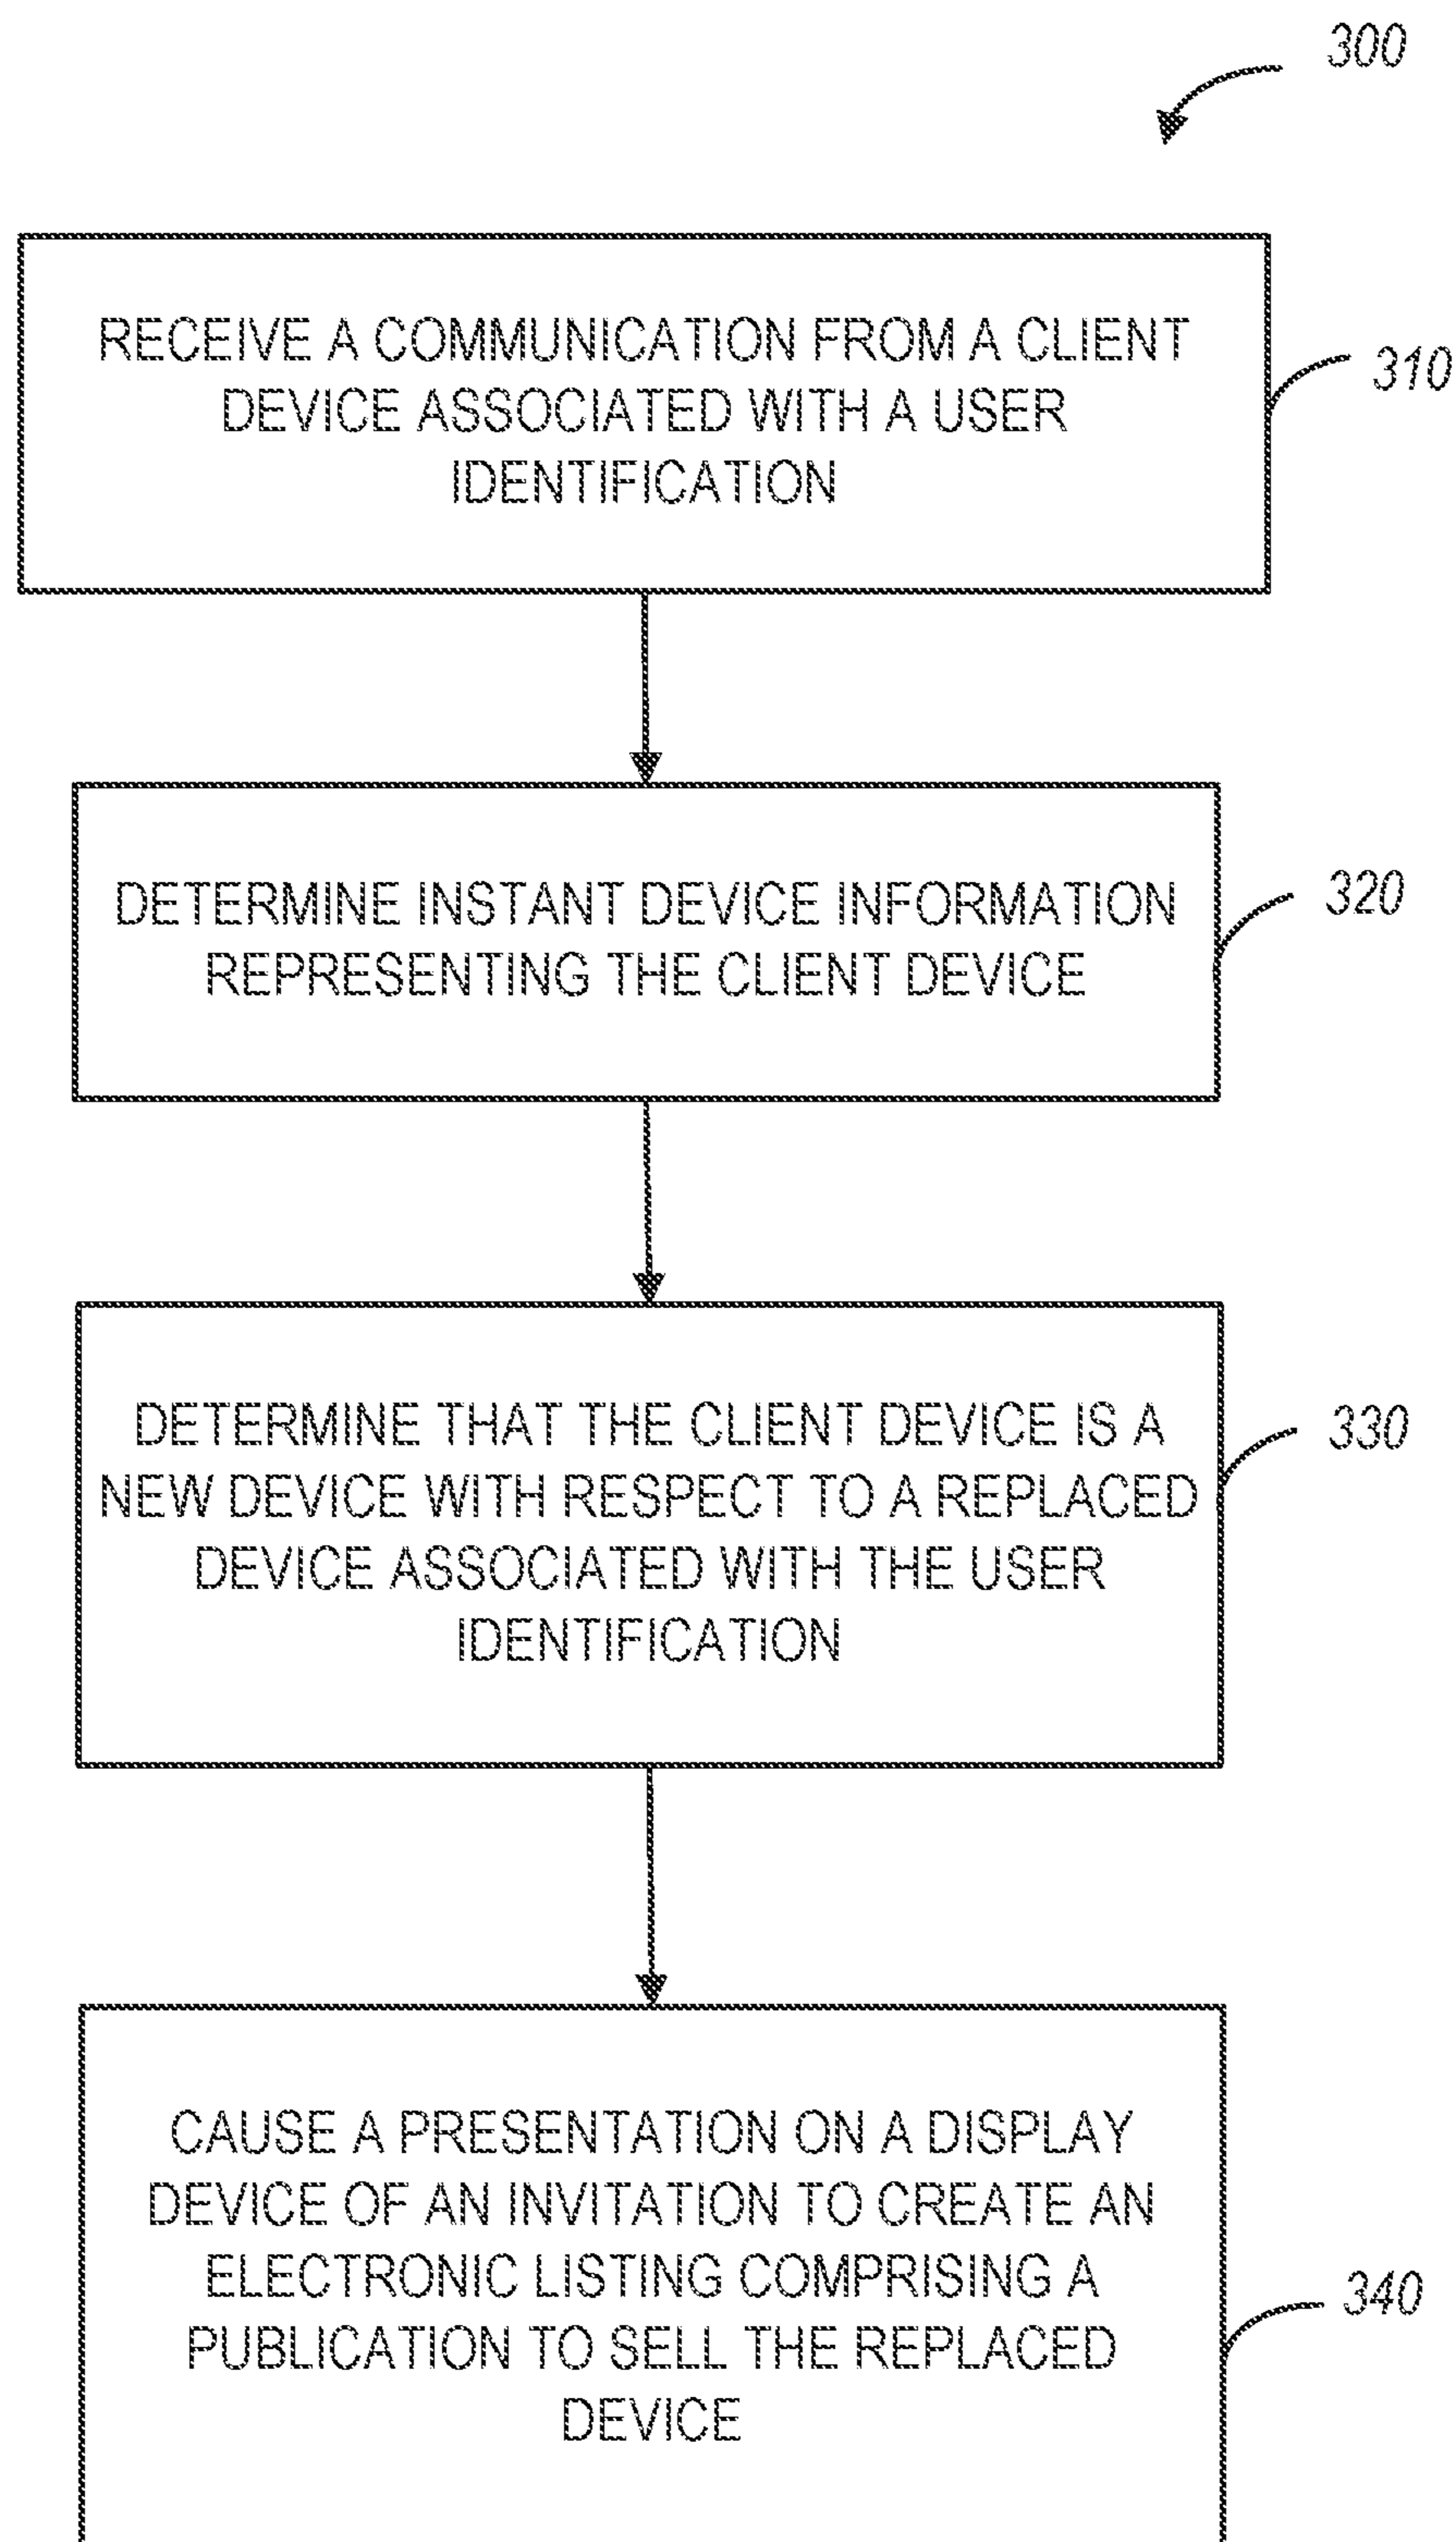 300
RECEIVE A COMMUNICATION FROM A CLIENT
DEVICE ASSOCIATED WITH A USER
IDENTIFICATION
310
DETERMINE INSTANT DEVICE INFORMATION
REPRESENTING THE CLIENT DEVICE
320
DETERMINE THAT THE CLIENT DEVICE IS A
NEW DEVICE WITH RESPECT TO A REPLACED
DEVICE ASSOCIATED WITH THE USER
IDENTIFICATION
330
CAUSE A PRESENTATION ON A DISPLAY
DEVICE OF AN INVITATION TO CREATE AN
ELECTRONIC LISTING COMPRISING A
PUBLICATION TO SELL THE REPLACED
DEVICE
340